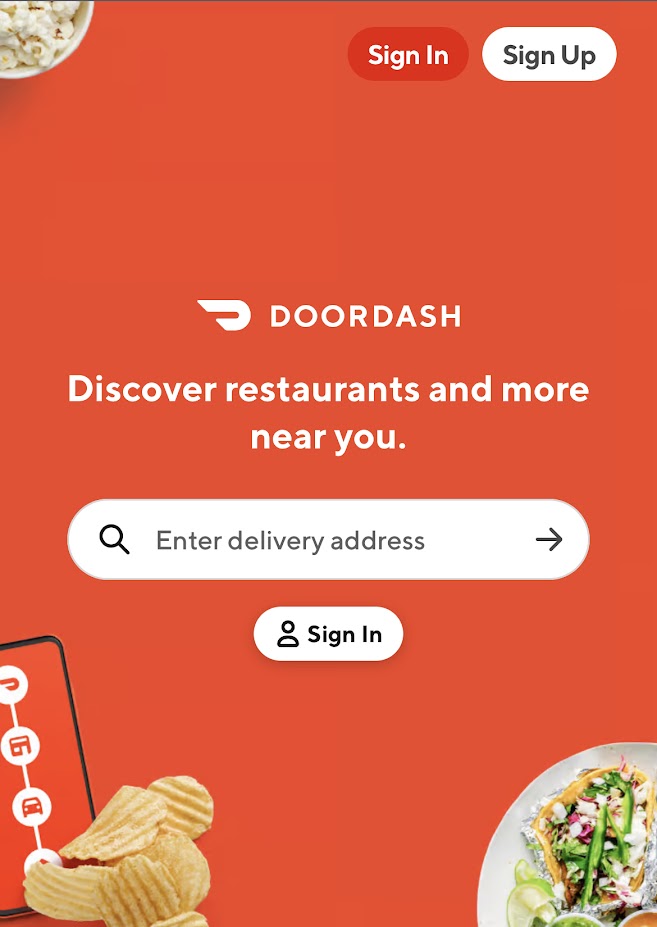 Sign In
Sign Up
DOORDASH
Discover restaurants and more
near you.
Enter delivery address
Sign In